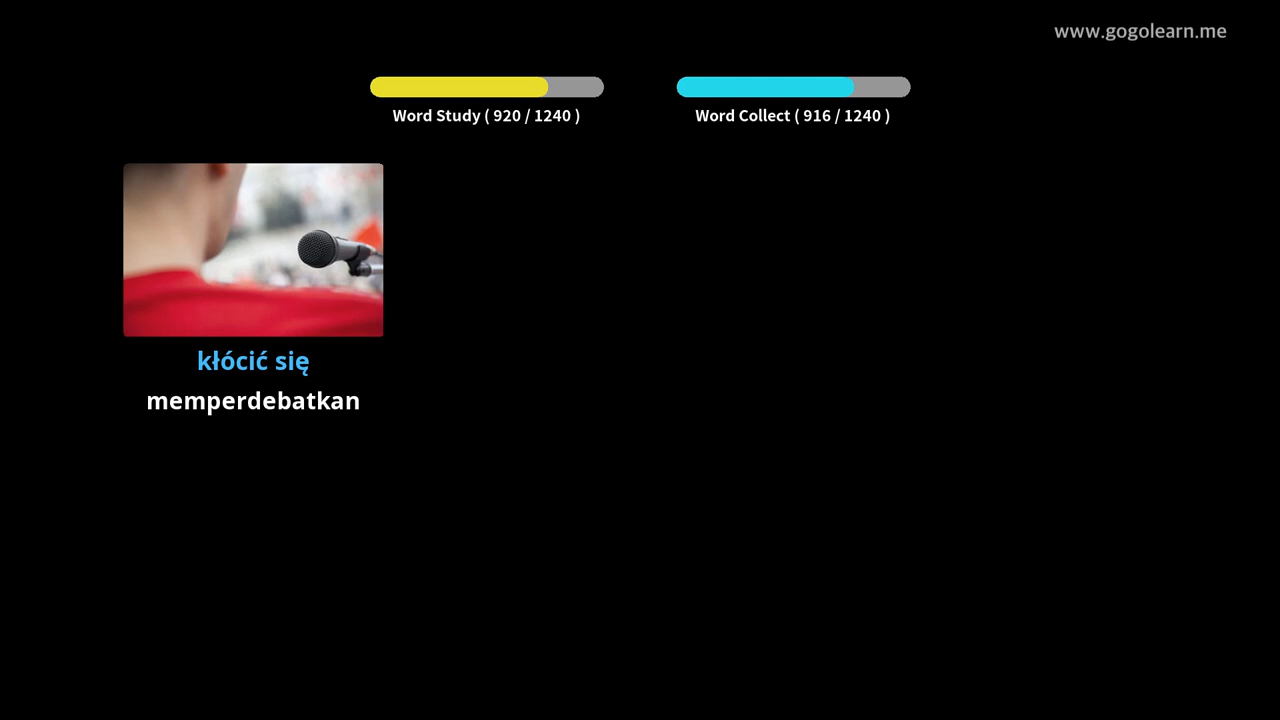 www.gogolearn.me
Word Study ( 920 / 1240 )
Word Collect ( 916 / 1240 )
kłócić się
memperdebatkan